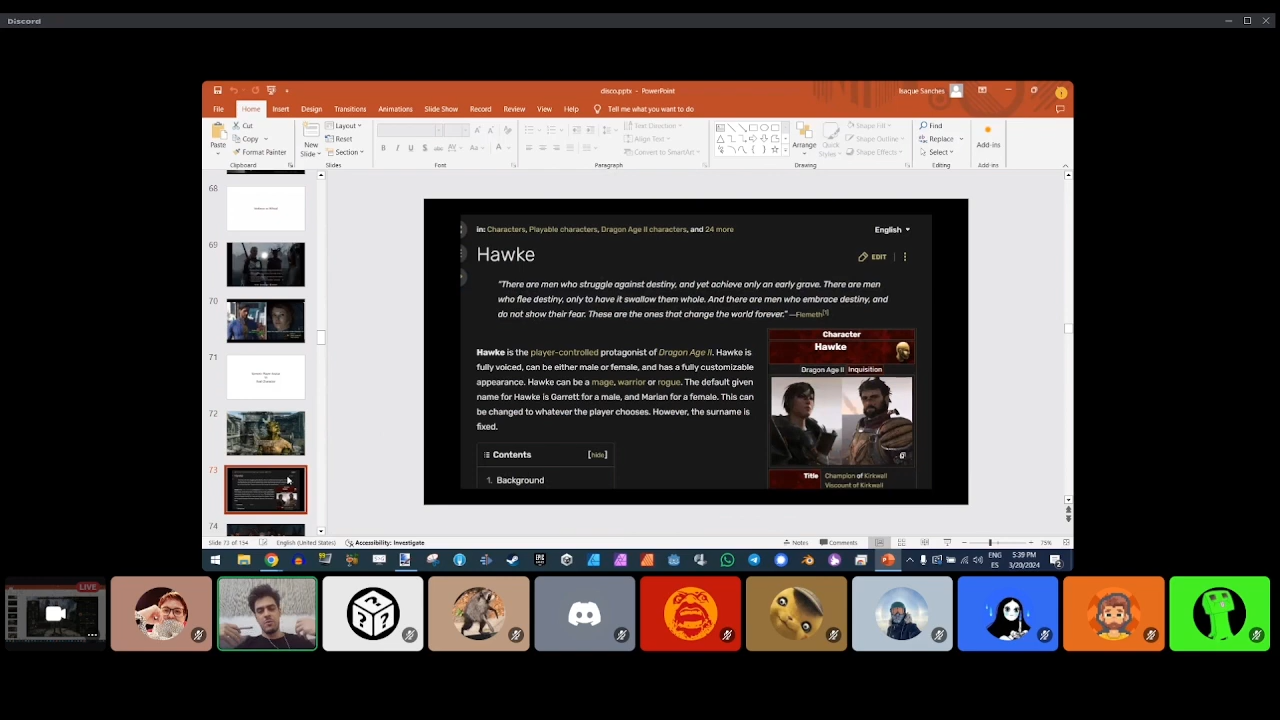 Discord
disco.ppts - PowerPoint
Isaque Sanches
File Home Insert Design Transitions Animations Slide Show Record Review View Help Tell me what you want to do
Paste
Cut
Copy
Format Painter
Clipboard
New
Slide
Layout
Reset
Section
Slides
Font
Text Direction
Align Text
Convert to SmartArt
Paragraph
Arrange
Quick
Styles
Shape Fill
Shape Outline
Shape Effects
Drawing
Find
Replace
Select
Editing
Add-ins
Add-ins
68
69
70
71
72
73
74
in: Characters, Playable characters, Dragon Age II characters, and 24 more
English
Hawke
EDIT
"There are men who struggle against destiny, and yet achieve only an early grave. There are men
who flee destiny, only to have it swallow them whole. And there are men who embrace destiny, and
do not show their fear. These are the ones that change the world forever." —Flemeth[1]
Hawke is the player-controlled protagonist of Dragon Age II. Hawke is
fully voiced, can be either male or female, and has a fully customizable
appearance. Hawke can be a mage, warrior or rogue. The default given
name for Hawke is Garrett for a male, and Marian for a female. This can
be changed to whatever the player chooses. However, the surname is
fixed.
Contents [hide]
1. Background
Character
Hawke
Dragon Age II Inquisition
Title Champion of Kirkwall
Viscount of Kirkwall
Slide 73 of 154 English (United States) Accessibility: Investigate Notes Comments 75%
ENG
ES
5:39 PM
3/20/2024
LIVE